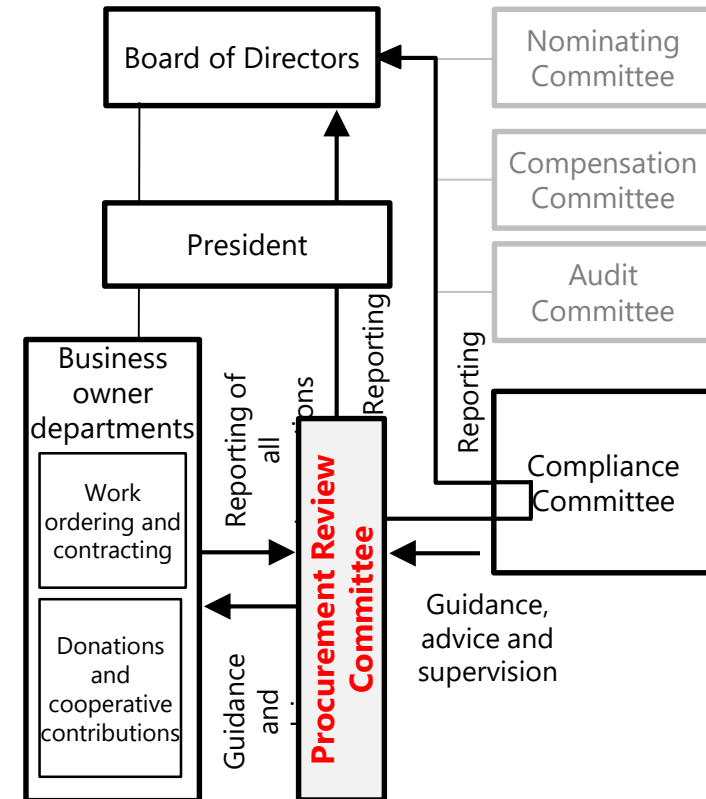 Board of Directors
Nominating
Committee
Compensation
Committee
Audit
Committee
President
Reporting
Reporting
Business
owner
departments
Reporting of
all
Work
ordering and
contracting
Donations
and
cooperative
contributions
Guidance
and
Procurement Review
Committee
Compliance
Committee
Guidance,
advice and
supervision